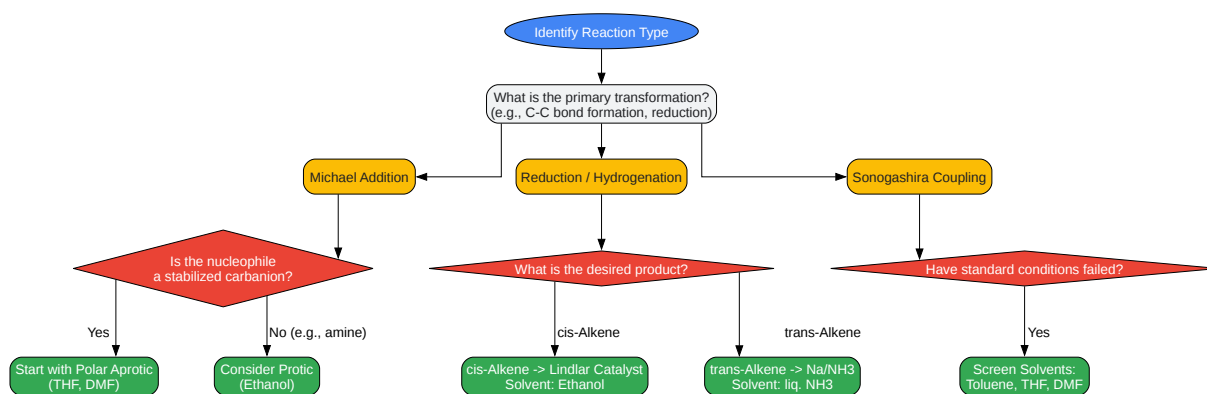 Identify Reaction Type
What is the primary transformation?
(e.g., C-C bond formation, reduction)
Michael Addition
Reduction / Hydrogenation
Sonogashira Coupling
Is the nucleophile
a stabilized carbanion?
What is the desired product?
Have standard conditions failed?
Yes
No (e.g., amine)
cis-Alkene
trans-Alkene
Yes
Start with Polar Aprotic
(THF, DMF)
Consider Protic
(Ethanol)
cis-Alkene -> Lindlar Catalyst
Solvent: Ethanol
trans-Alkene -> Na/NH3
Solvent: liq. NH3
Screen Solvents:
Toluene, THF, DMF